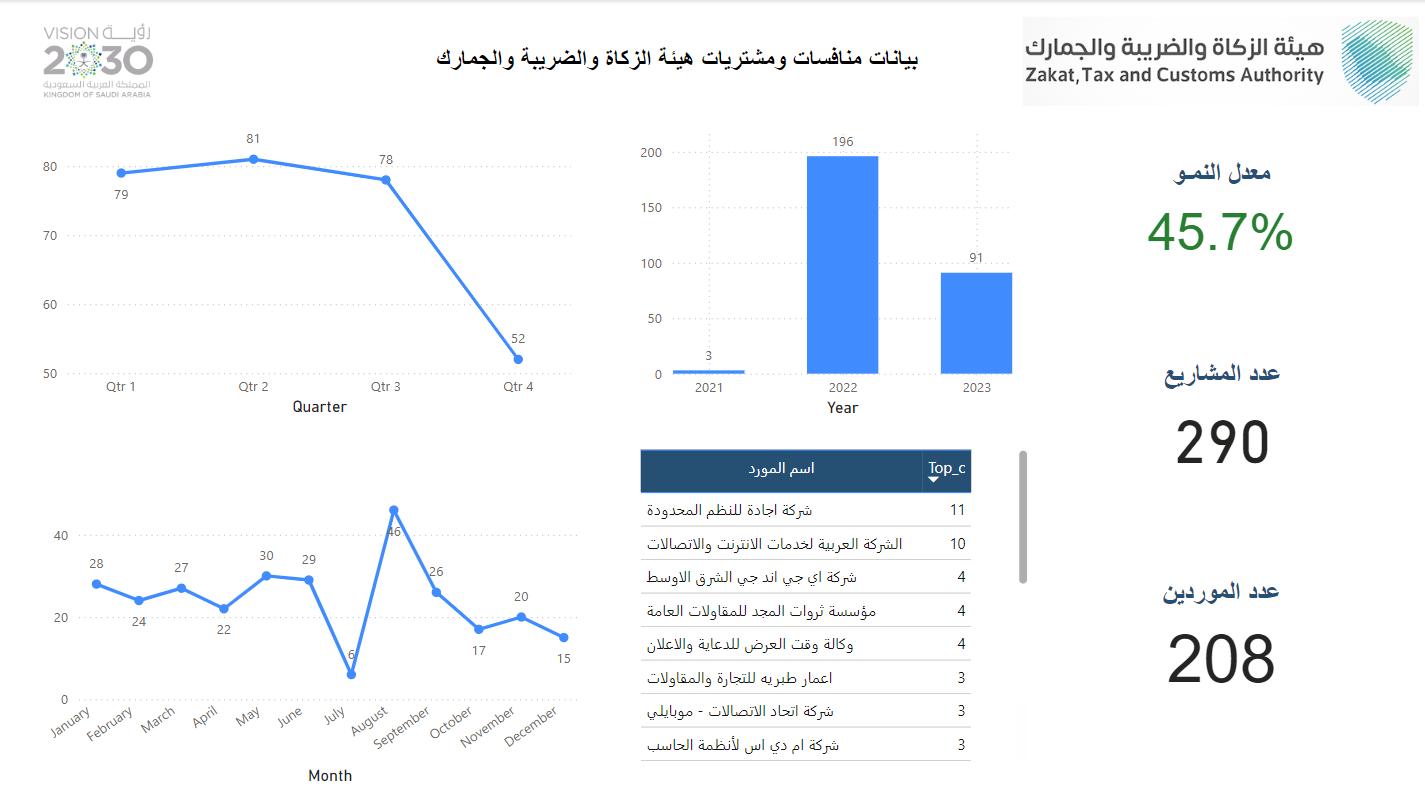 VISION رؤيـــة
2030
المملكة العربية السعودية
KINGDOM OF SAUDI ARABIA
بيانات منافسات ومشتريات هيئة الزكاة والضريبة والجمارك
هيئة الزكاة والضريبة والجمارك
Zakat, Tax and Customs Authority
80
70
60
50
79
81
78
52
Qtr 1
Qtr 2
Qtr 3
Qtr 4
Quarter
200
150
100
50
0
3
196
91
2021
2022
2023
Year
معدل النمـو
45.7%
عدد المشاريع
290
عدد الموردين
208
40
20
0
28
24
27
22
30
29
6
46
26
17
20
15
January
February
March
April
May
June
July
August
September
October
November
December
Month
اسم المورد Top_c
شركة اجادة للنظم المحدودة 11
الشركة العربية لخدمات الانترنت والاتصالات 10
شركة اي جي اند جي الشرق الاوسط 4
مؤسسة ثروات المجد للمقاولات العامة 4
وكالة وقت العرض للدعاية والاعلان 4
اعمار طبريه للتجارة والمقاولات 3
شركة اتحاد الاتصالات - موبايلي 3
شركة ام دي اس لأنظمة الحاسب 3